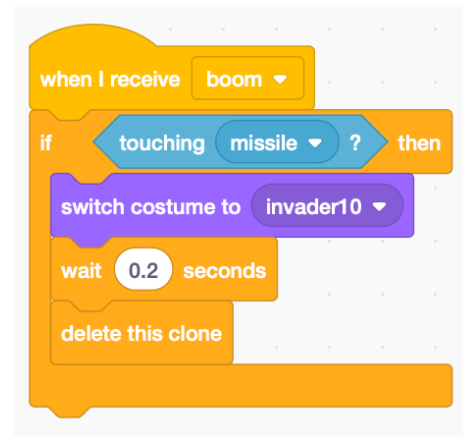 when I receive boom
if touching missile ? then
switch costume to invader10
wait 0.2 seconds
delete this clone